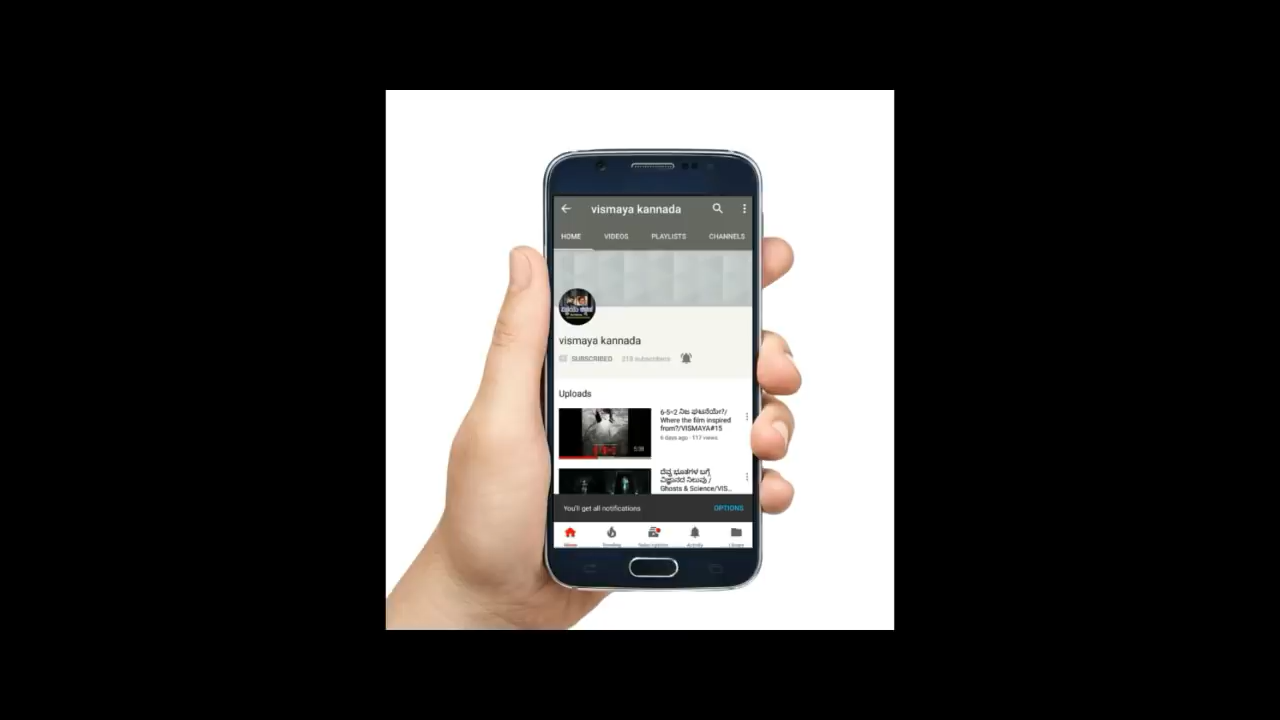 vismaya kannada
HOME VIDEOS PLAYLISTS CHANNELS
vismaya kannada
SUBSCRIBED 219 subscribers
Uploads
6-5=2 ನಿಜ ಘಟನೆಯೇ?/
Where the film inspired
from?/VISMAYA#15
6 days ago · 117 views
5:08
ದೆವ್ವ ಭೂತಗಳ ಬಗ್ಗೆ
ವಿಜ್ಞಾನದ ನಿಲುವು /
Ghosts & Science/VIS...
You'll get all notifications OPTIONS
Home Trending Subscriptions Activity Library